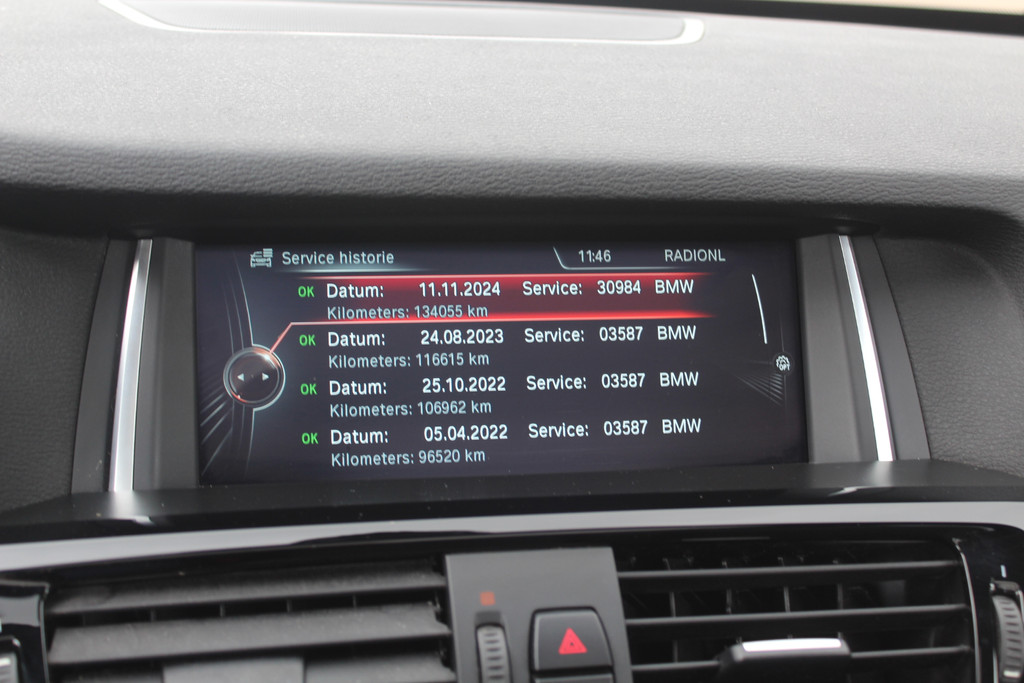 Service historie 11:46 RADIONL
OK Datum: 11.11.2024 Service: 30984 BMW
Kilometers: 134055 km
OK Datum: 24.08.2023 Service: 03587 BMW
Kilometers: 116615 km
OK Datum: 25.10.2022 Service: 03587 BMW
Kilometers: 106962 km
OK Datum: 05.04.2022 Service: 03587 BMW
Kilometers: 96520 km